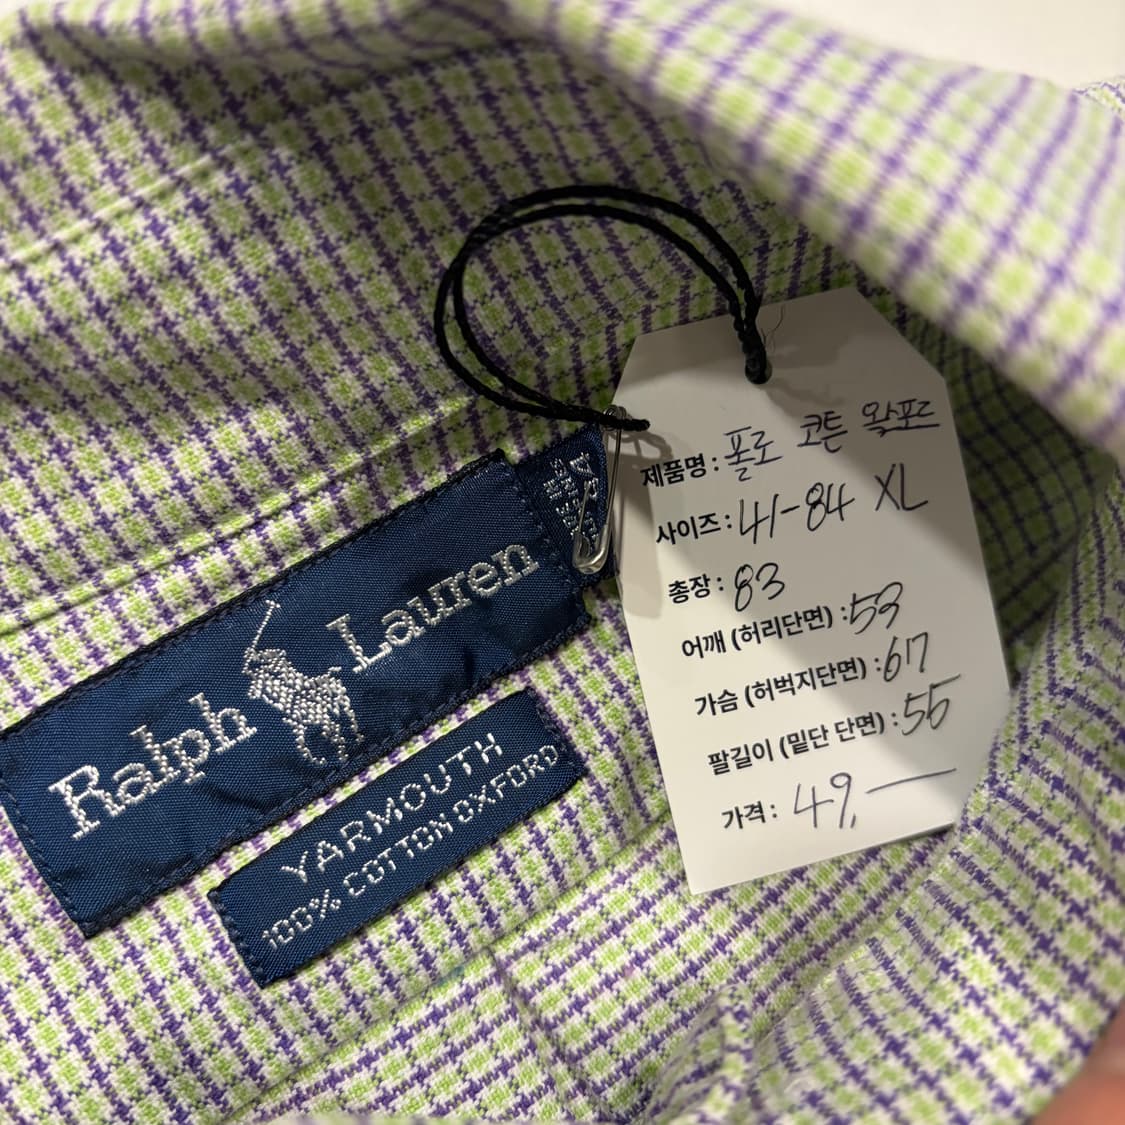 Ralph Lauren
YARMOUTH
100% COTTON OXFORD
제품명 : 폴로 코튼 옥스포드
사이즈 : 41-84 XL
총장 : 83
어깨 (허리단면) : 53
가슴 (허벅지단면) : 67
팔길이 (밑단 단면) : 55
가격 : 49,—